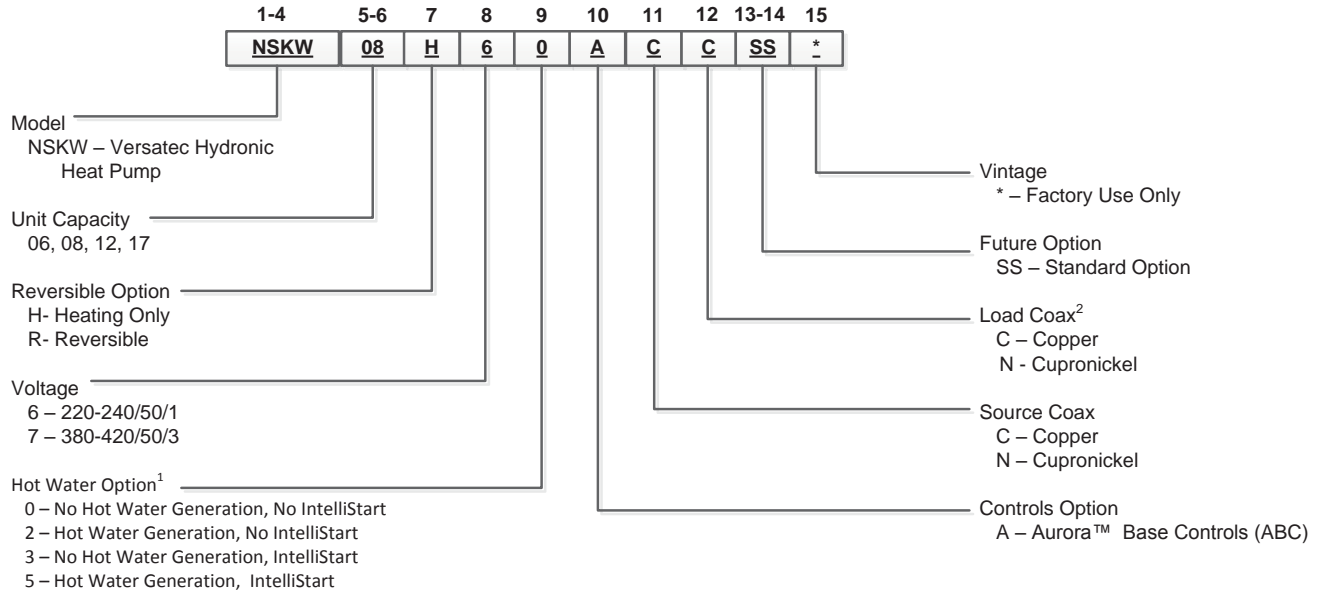 1-4 5-6 7 8 9 10 11 12 13-14 15
NSKW 08 H 6 0 A C C SS *
Model
NSKW – Versatec Hydronic
Heat Pump
Unit Capacity
06, 08, 12, 17
Reversible Option
H- Heating Only
R- Reversible
Voltage
6 – 220-240/50/1
7 – 380-420/50/3
Hot Water Option1
0 – No Hot Water Generation, No IntelliStart
2 – Hot Water Generation, No IntelliStart
3 – No Hot Water Generation, IntelliStart
5 – Hot Water Generation, IntelliStart
Vintage
* – Factory Use Only
Future Option
SS – Standard Option
Load Coax2
C – Copper
N - Cupronickel
Source Coax
C – Copper
N – Cupronickel
Controls Option
A – Aurora™ Base Controls (ABC)